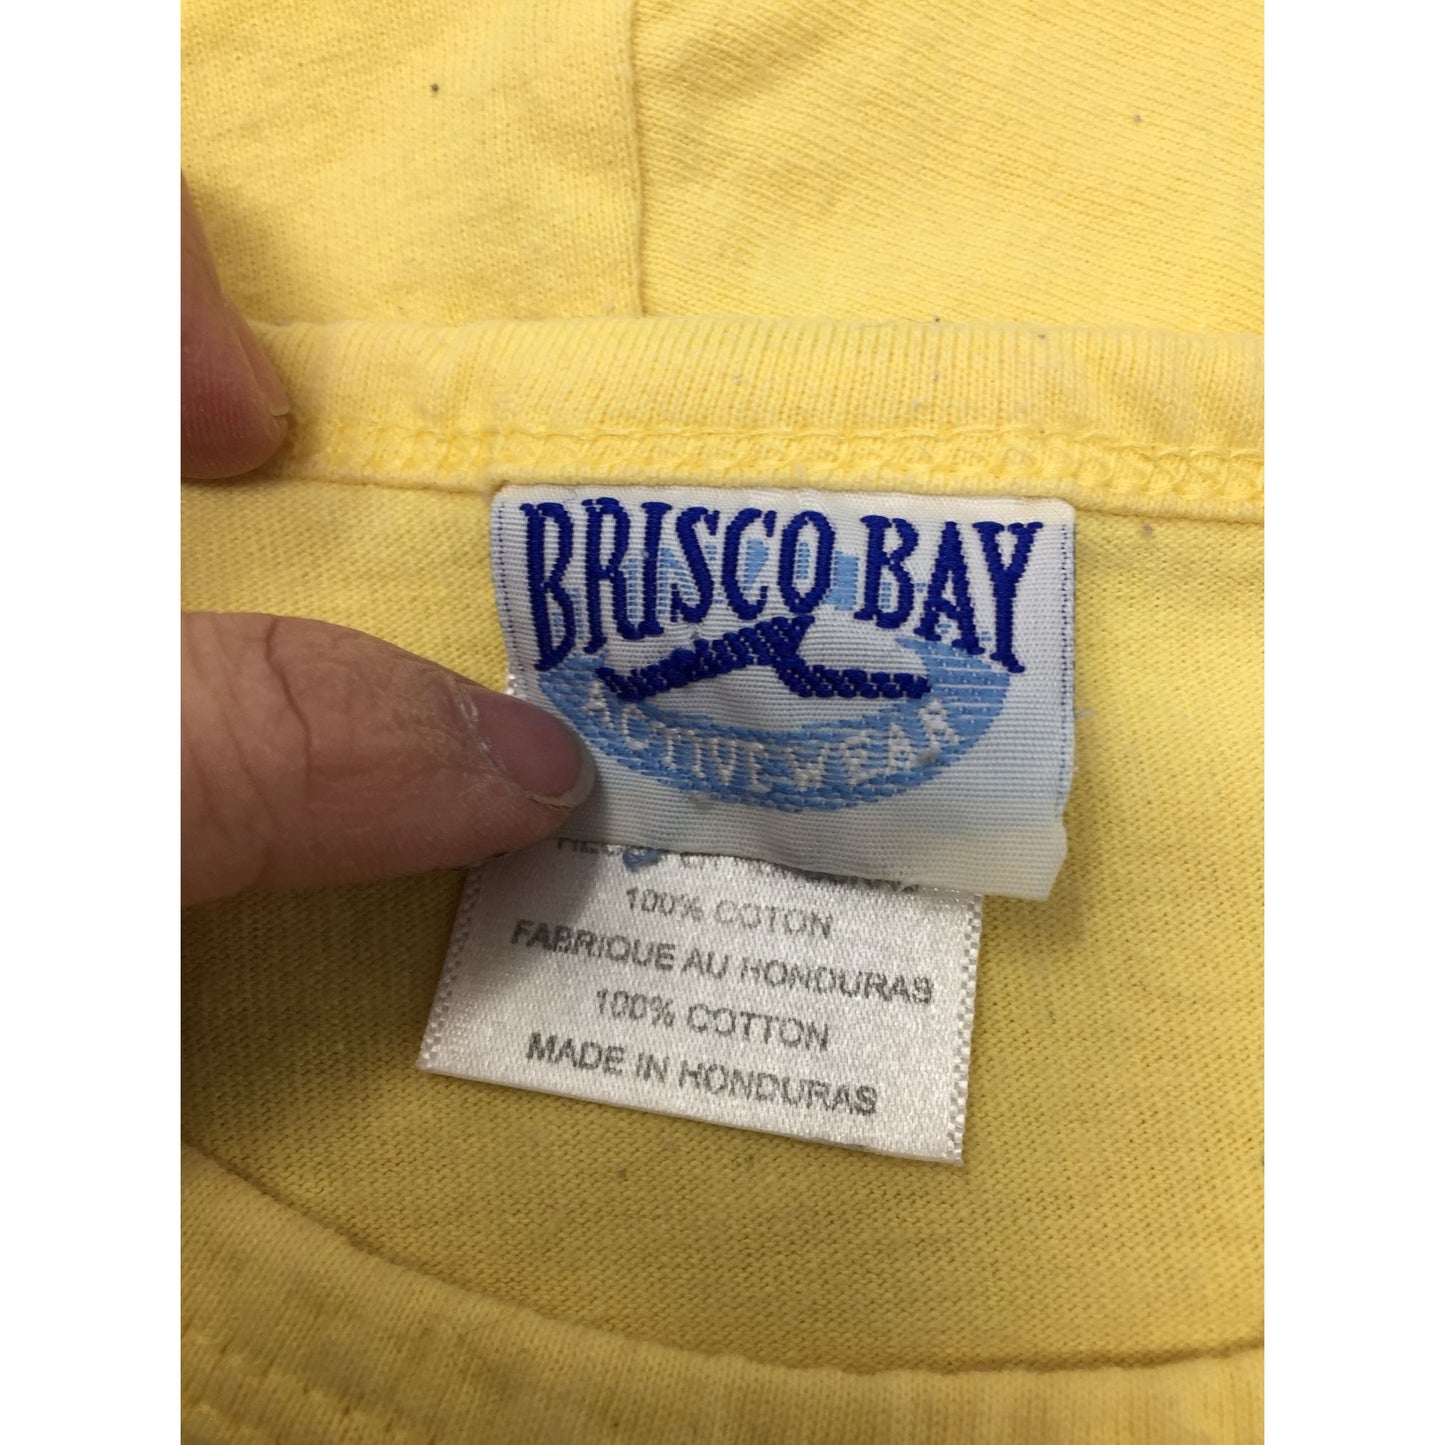 BRISCO BAY
ACTIVEWEAR
100% COTON
FABRIQUE AU HONDURAS
100% COTTON
MADE IN HONDURAS